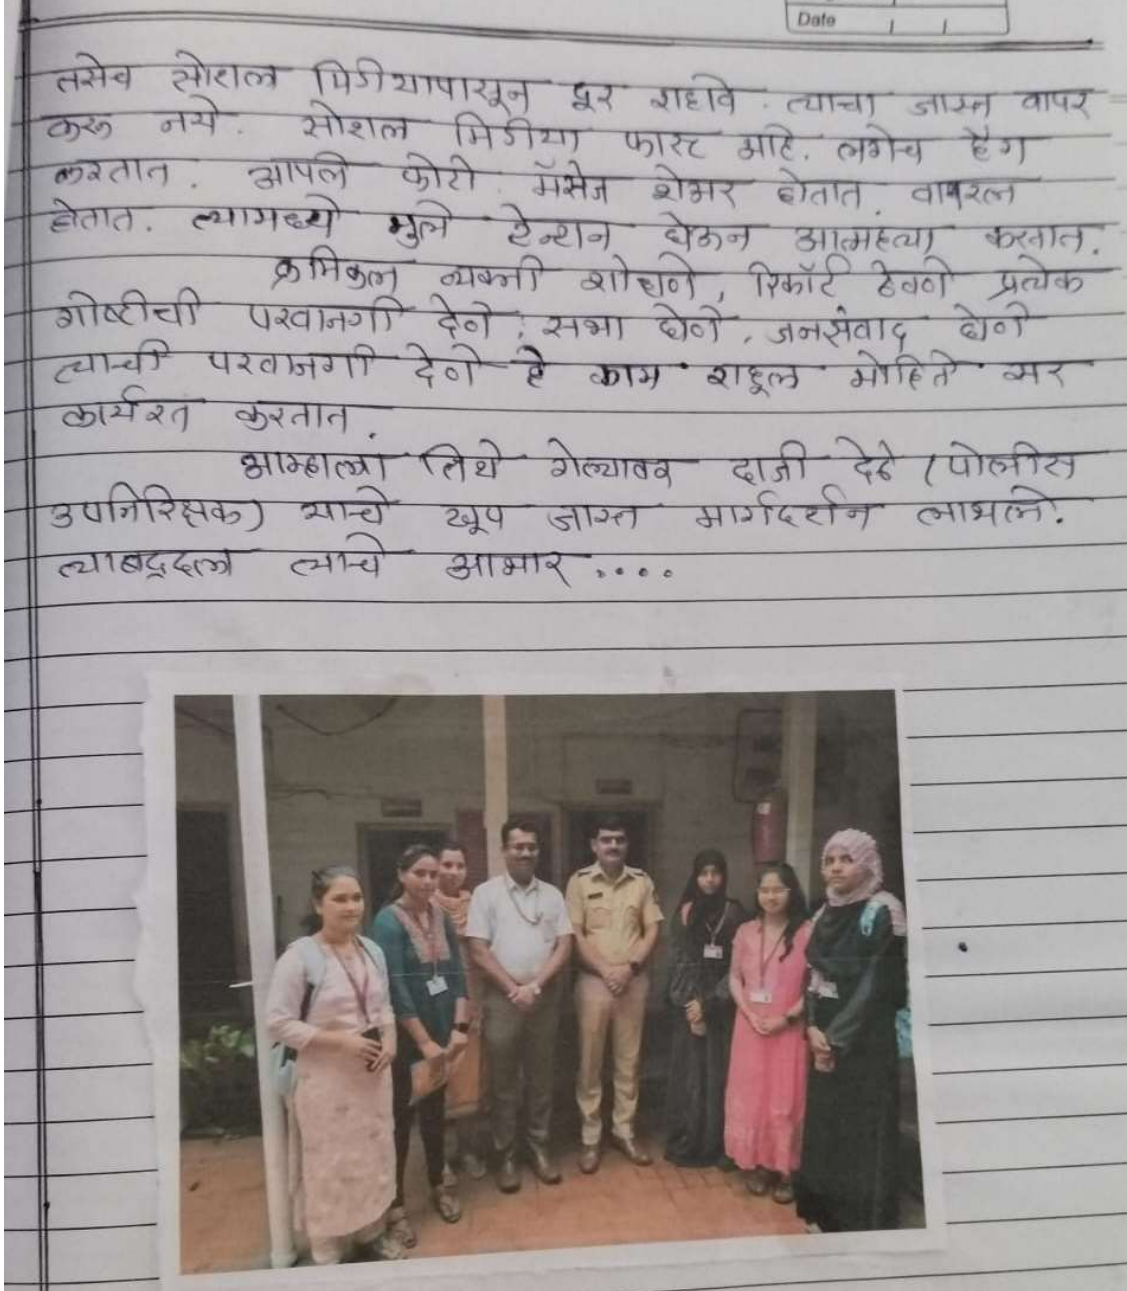 Date
तसेच सोशल मिडीयापासून दूर राहावे. त्याचा जास्त वापर
करू नये. सोशल मिडीया फास्ट आहे. लगेच हॅग
करतात. आपले फोटो. मॅसेज शेअर होतात. वायरल
होतात. त्यामध्ये मुले टेन्शन घेऊन आत्महत्या करतात.
क्रमिकुल व्यक्ती शोधणे, रिकॉर्ट ठेवणे प्रत्येक
गोष्टीची परवानगी देणे. सभा घेणे. जनसंवाद घेणे
त्याची परवानगी देणे हे काम राहूल मोहिते सर
कार्यरत करतात.
आम्हाला तिथे गेल्यावर दाजी देठे (पोलीस
उपनिरिक्षक) यांचे खूप जास्त मार्गदर्शन लाभले.
त्याबद्दल त्यांचे आभार ....